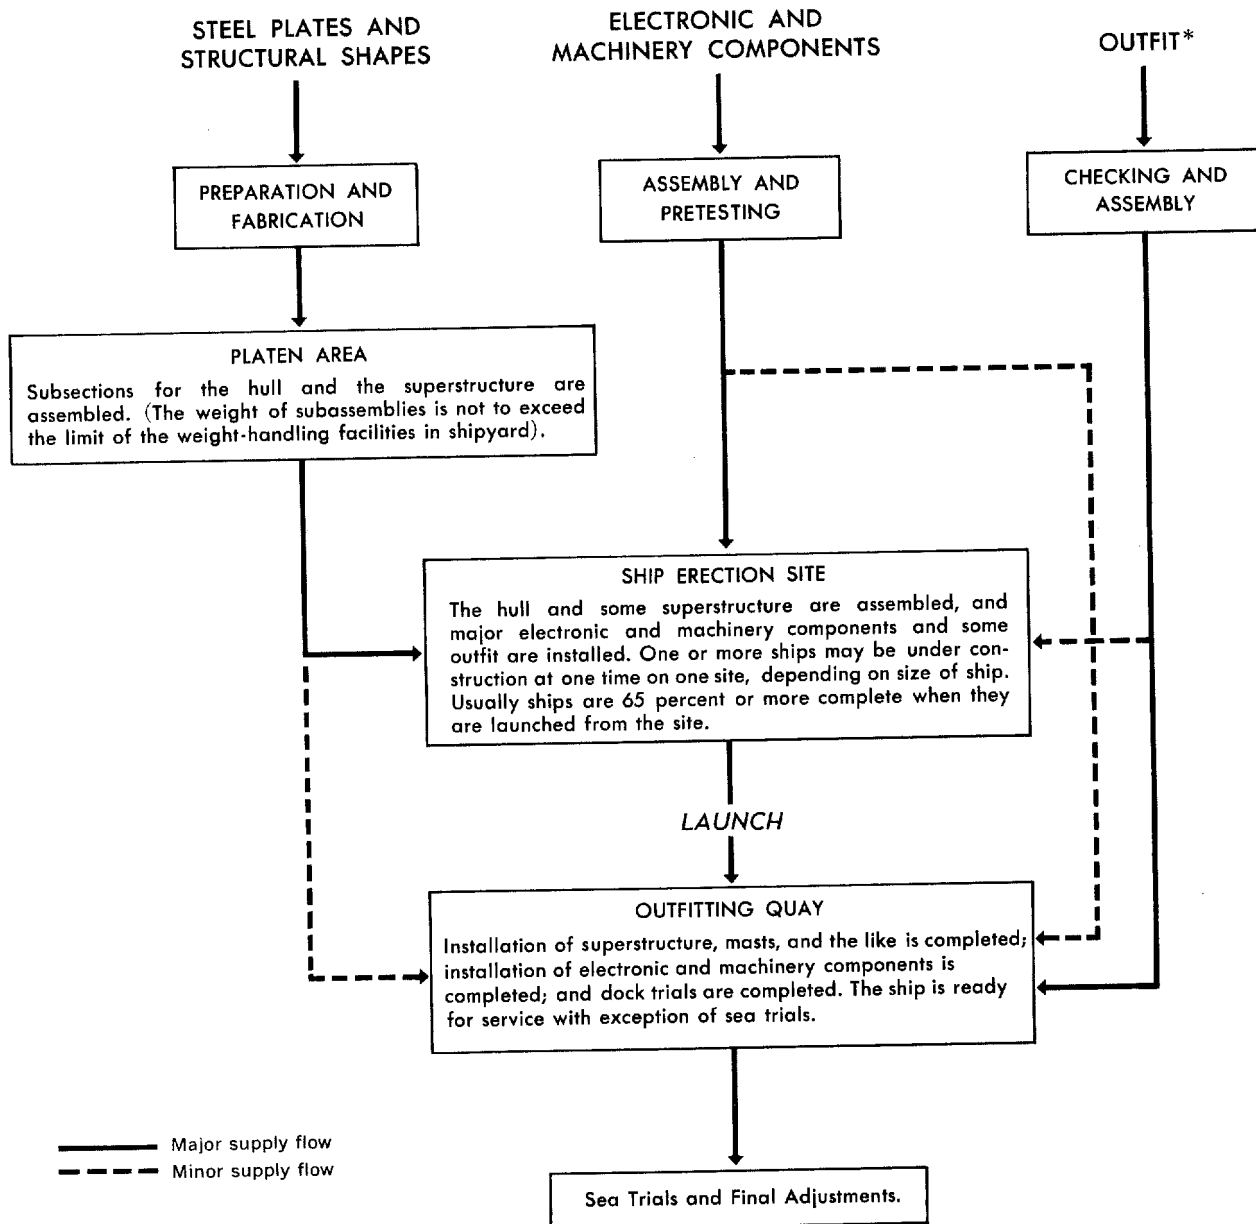 STEEL PLATES AND
STRUCTURAL SHAPES
ELECTRONIC AND
MACHINERY COMPONENTS
OUTFIT*
PREPARATION AND
FABRICATION
ASSEMBLY AND
PRETESTING
CHECKING AND
ASSEMBLY
PLATEN AREA
Subsections for the hull and the superstructure are
assembled. (The weight of subassemblies is not to exceed
the limit of the weight-handling facilities in shipyard).
SHIP ERECTION SITE
The hull and some superstructure are assembled, and
major electronic and machinery components and some
outfit are installed. One or more ships may be under con-
struction at one time on one site, depending on size of ship.
Usually ships are 65 percent or more complete when they
are launched from the site.
LAUNCH
OUTFITTING QUAY
Installation of superstructure, masts, and the like is completed;
installation of electronic and machinery components is
completed; and dock trials are completed. The ship is ready
for service with exception of sea trials.
Major supply flow
Minor supply flow
Sea Trials and Final Adjustments.